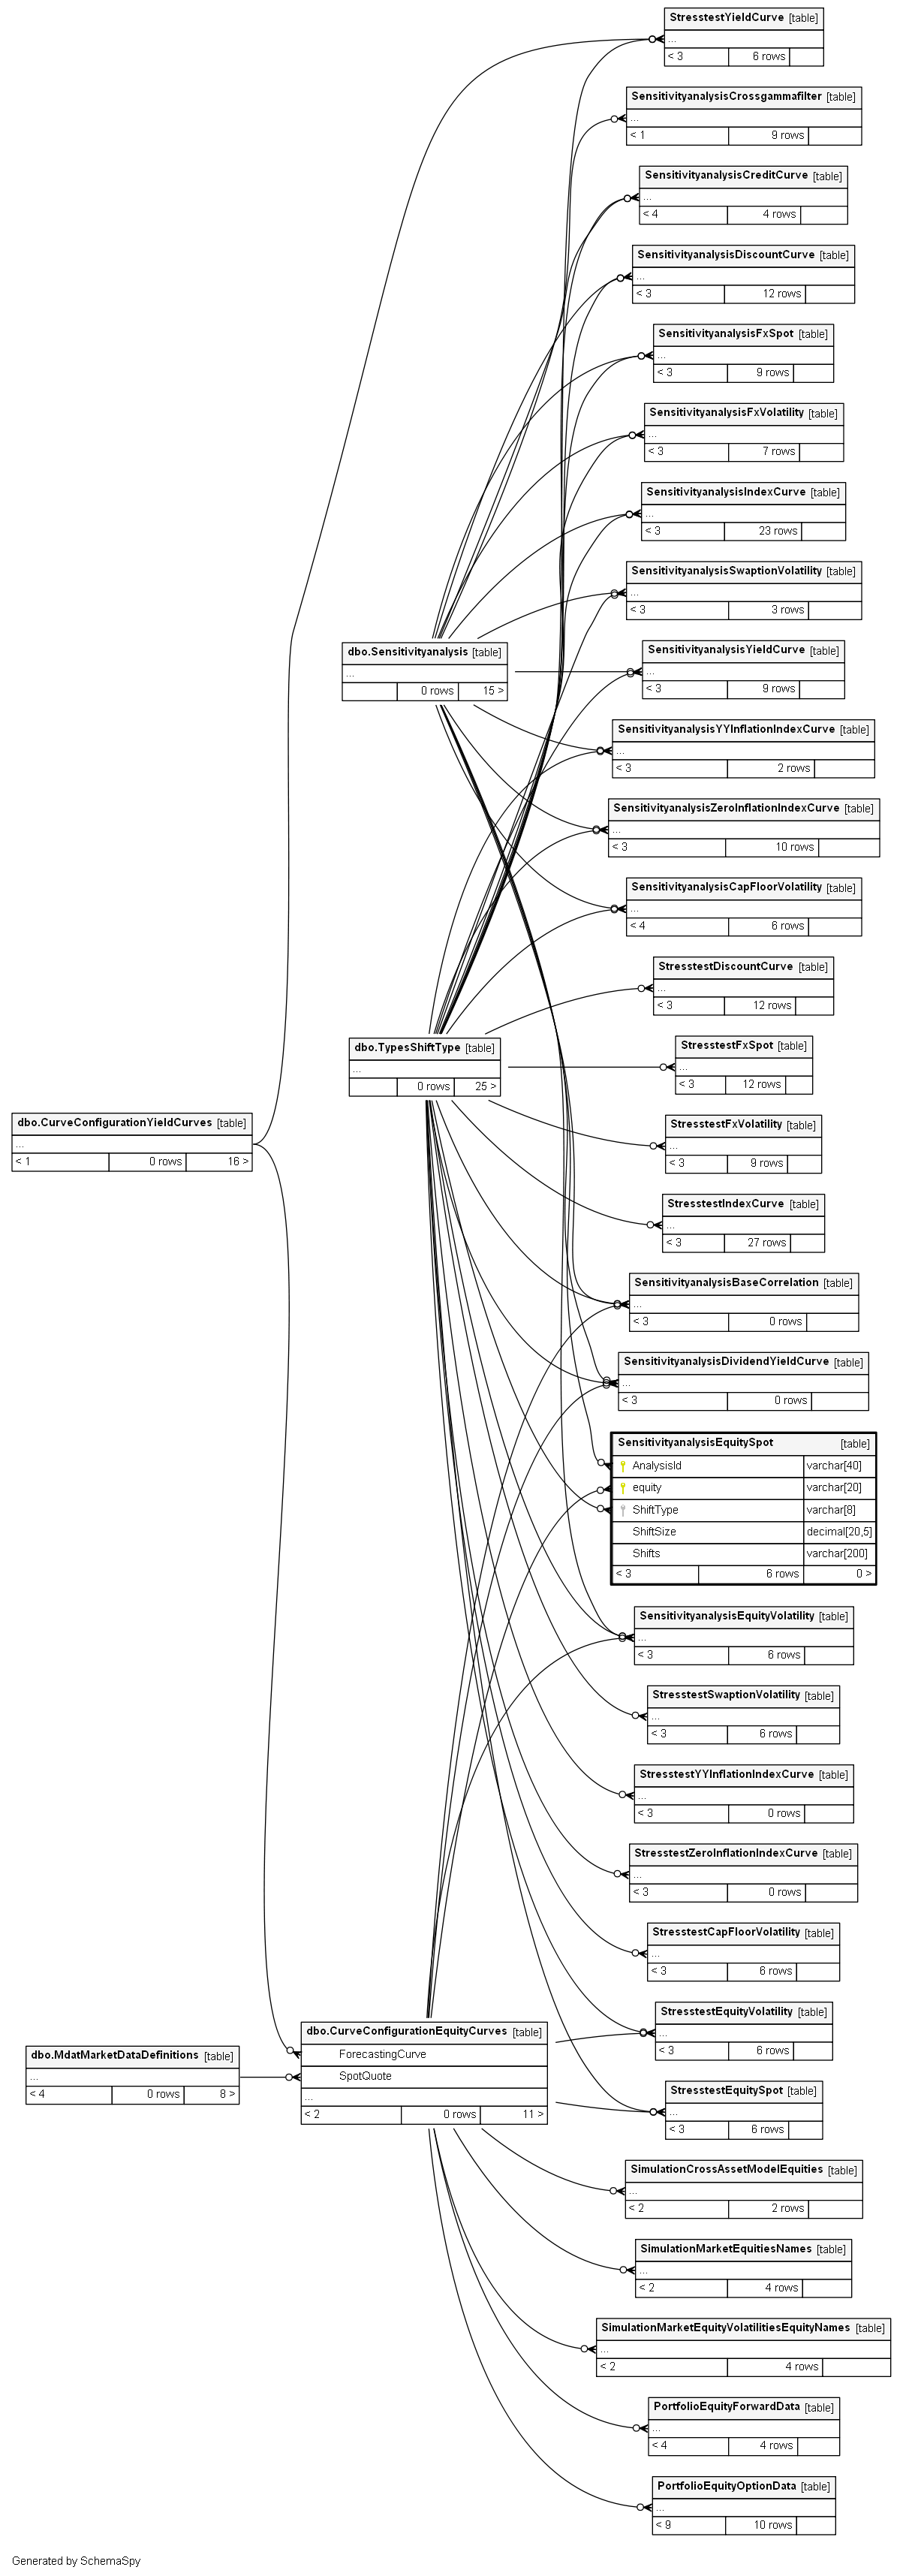 StresstestYieldCurve [table]
...
< 3 6 rows
SensitivityanalysisCrossgammafilter [table]
...
< 1 9 rows
SensitivityanalysisCreditCurve [table]
...
< 4 4 rows
SensitivityanalysisDiscountCurve [table]
...
< 3 12 rows
SensitivityanalysisFxSpot [table]
...
< 3 9 rows
SensitivityanalysisFxVolatility [table]
...
< 3 7 rows
SensitivityanalysisIndexCurve [table]
...
< 3 23 rows
SensitivityanalysisSwaptionVolatility [table]
...
< 3 3 rows
dbo.Sensitivityanalysis [table]
...
0 rows 15 >
SensitivityanalysisYieldCurve [table]
...
< 3 9 rows
SensitivityanalysisYYInflationIndexCurve [table]
...
< 3 2 rows
SensitivityanalysisZeroInflationIndexCurve [table]
...
< 3 10 rows
SensitivityanalysisCapFloorVolatility [table]
...
< 4 6 rows
StresstestDiscountCurve [table]
...
< 3 12 rows
dbo.TypesShiftType [table]
...
0 rows 25 >
StresstestFxSpot [table]
...
< 3 12 rows
dbo.CurveConfigurationYieldCurves [table]
...
< 1 0 rows 16 >
StresstestFxVolatility [table]
...
< 3 9 rows
StresstestIndexCurve [table]
...
< 3 27 rows
SensitivityanalysisBaseCorrelation [table]
...
< 3 0 rows
SensitivityanalysisDividendYieldCurve [table]
...
< 3 0 rows
SensitivityanalysisEquitySpot [table]
AnalysisId varchar[40]
equity varchar[20]
ShiftType varchar[8]
ShiftSize decimal[20,5]
Shifts varchar[200]
< 3 6 rows 0 >
SensitivityanalysisEquityVolatility [table]
...
< 3 6 rows
StresstestSwaptionVolatility [table]
...
< 3 6 rows
StresstestYYInflationIndexCurve [table]
...
< 3 0 rows
StresstestZeroInflationIndexCurve [table]
...
< 3 0 rows
StresstestCapFloorVolatility [table]
...
< 3 6 rows
StresstestEquityVolatility [table]
...
< 3 6 rows
dbo.CurveConfigurationEquityCurves [table]
ForecastingCurve
SpotQuote
...
< 2 0 rows 11 >
dbo.MdatMarketDataDefinitions [table]
...
< 4 0 rows 8 >
StresstestEquitySpot [table]
...
< 3 6 rows
SimulationCrossAssetModelEquities [table]
...
< 2 2 rows
SimulationMarketEquitiesNames [table]
...
< 2 4 rows
SimulationMarketEquityVolatilitiesEquityNames [table]
...
< 2 4 rows
PortfolioEquityForwardData [table]
...
< 4 4 rows
PortfolioEquityOptionData [table]
...
< 9 10 rows
Generated by SchemaSpy